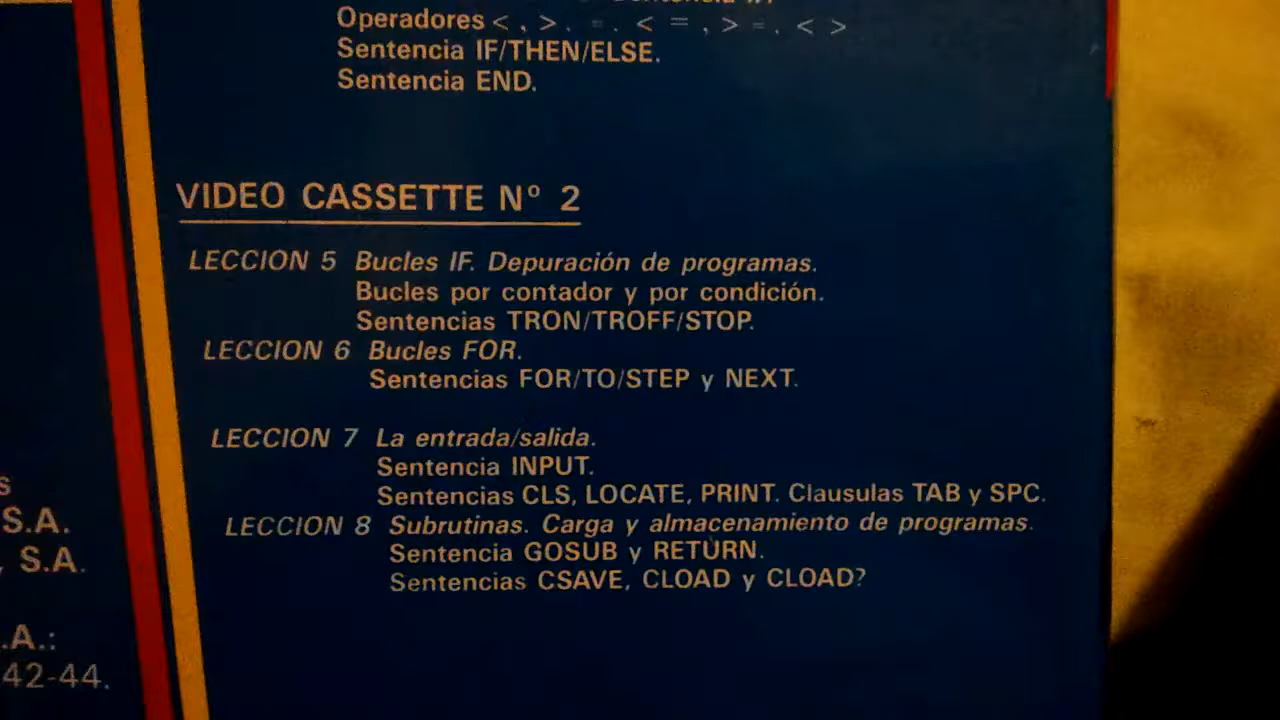 Operadores < , > , = , < = , > = , < >
Sentencia IF/THEN/ELSE.
Sentencia END.
VIDEO CASSETTE Nº 2
LECCION 5 Bucles IF. Depuración de programas.
Bucles por contador y por condición.
Sentencias TRON/TROFF/STOP.
LECCION 6 Bucles FOR.
Sentencias FOR/TO/STEP y NEXT.
LECCION 7 La entrada/salida.
Sentencia INPUT.
Sentencias CLS, LOCATE, PRINT. Clausulas TAB y SPC.
LECCION 8 Subrutinas. Carga y almacenamiento de programas.
Sentencia GOSUB y RETURN.
Sentencias CSAVE, CLOAD y CLOAD?
s
S.A.
, S.A.
.A.:
42-44.